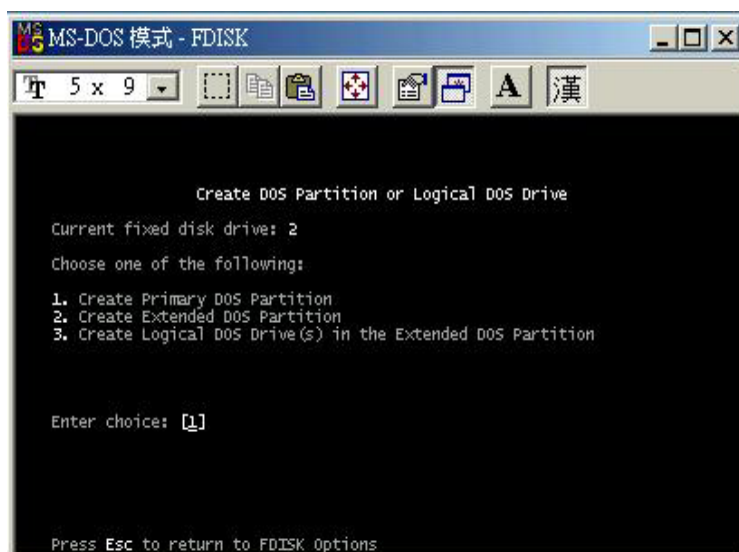 MS-DOS 模式 - FDISK
5 x 9
A
漢
Create DOS Partition or Logical DOS Drive
Current fixed disk drive: 2
Choose one of the following:
1. Create Primary DOS Partition
2. Create Extended DOS Partition
3. Create Logical DOS Drive(s) in the Extended DOS Partition
Enter choice: [1]
Press Esc to return to FDISK Options